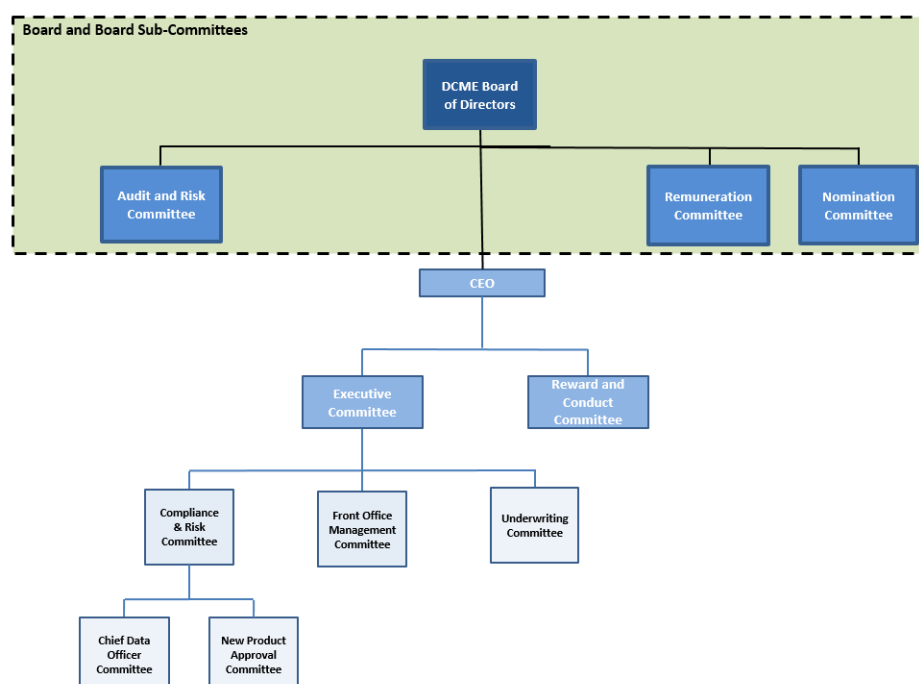 Board and Board Sub-Committees
DCME Board
of Directors
Audit and Risk
Committee
Remuneration
Committee
Nomination
Committee
CEO
Executive
Committee
Reward and
Conduct
Committee
Compliance
& Risk
Committee
Front Office
Management
Committee
Underwriting
Committee
Chief Data
Officer
Committee
New Product
Approval
Committee